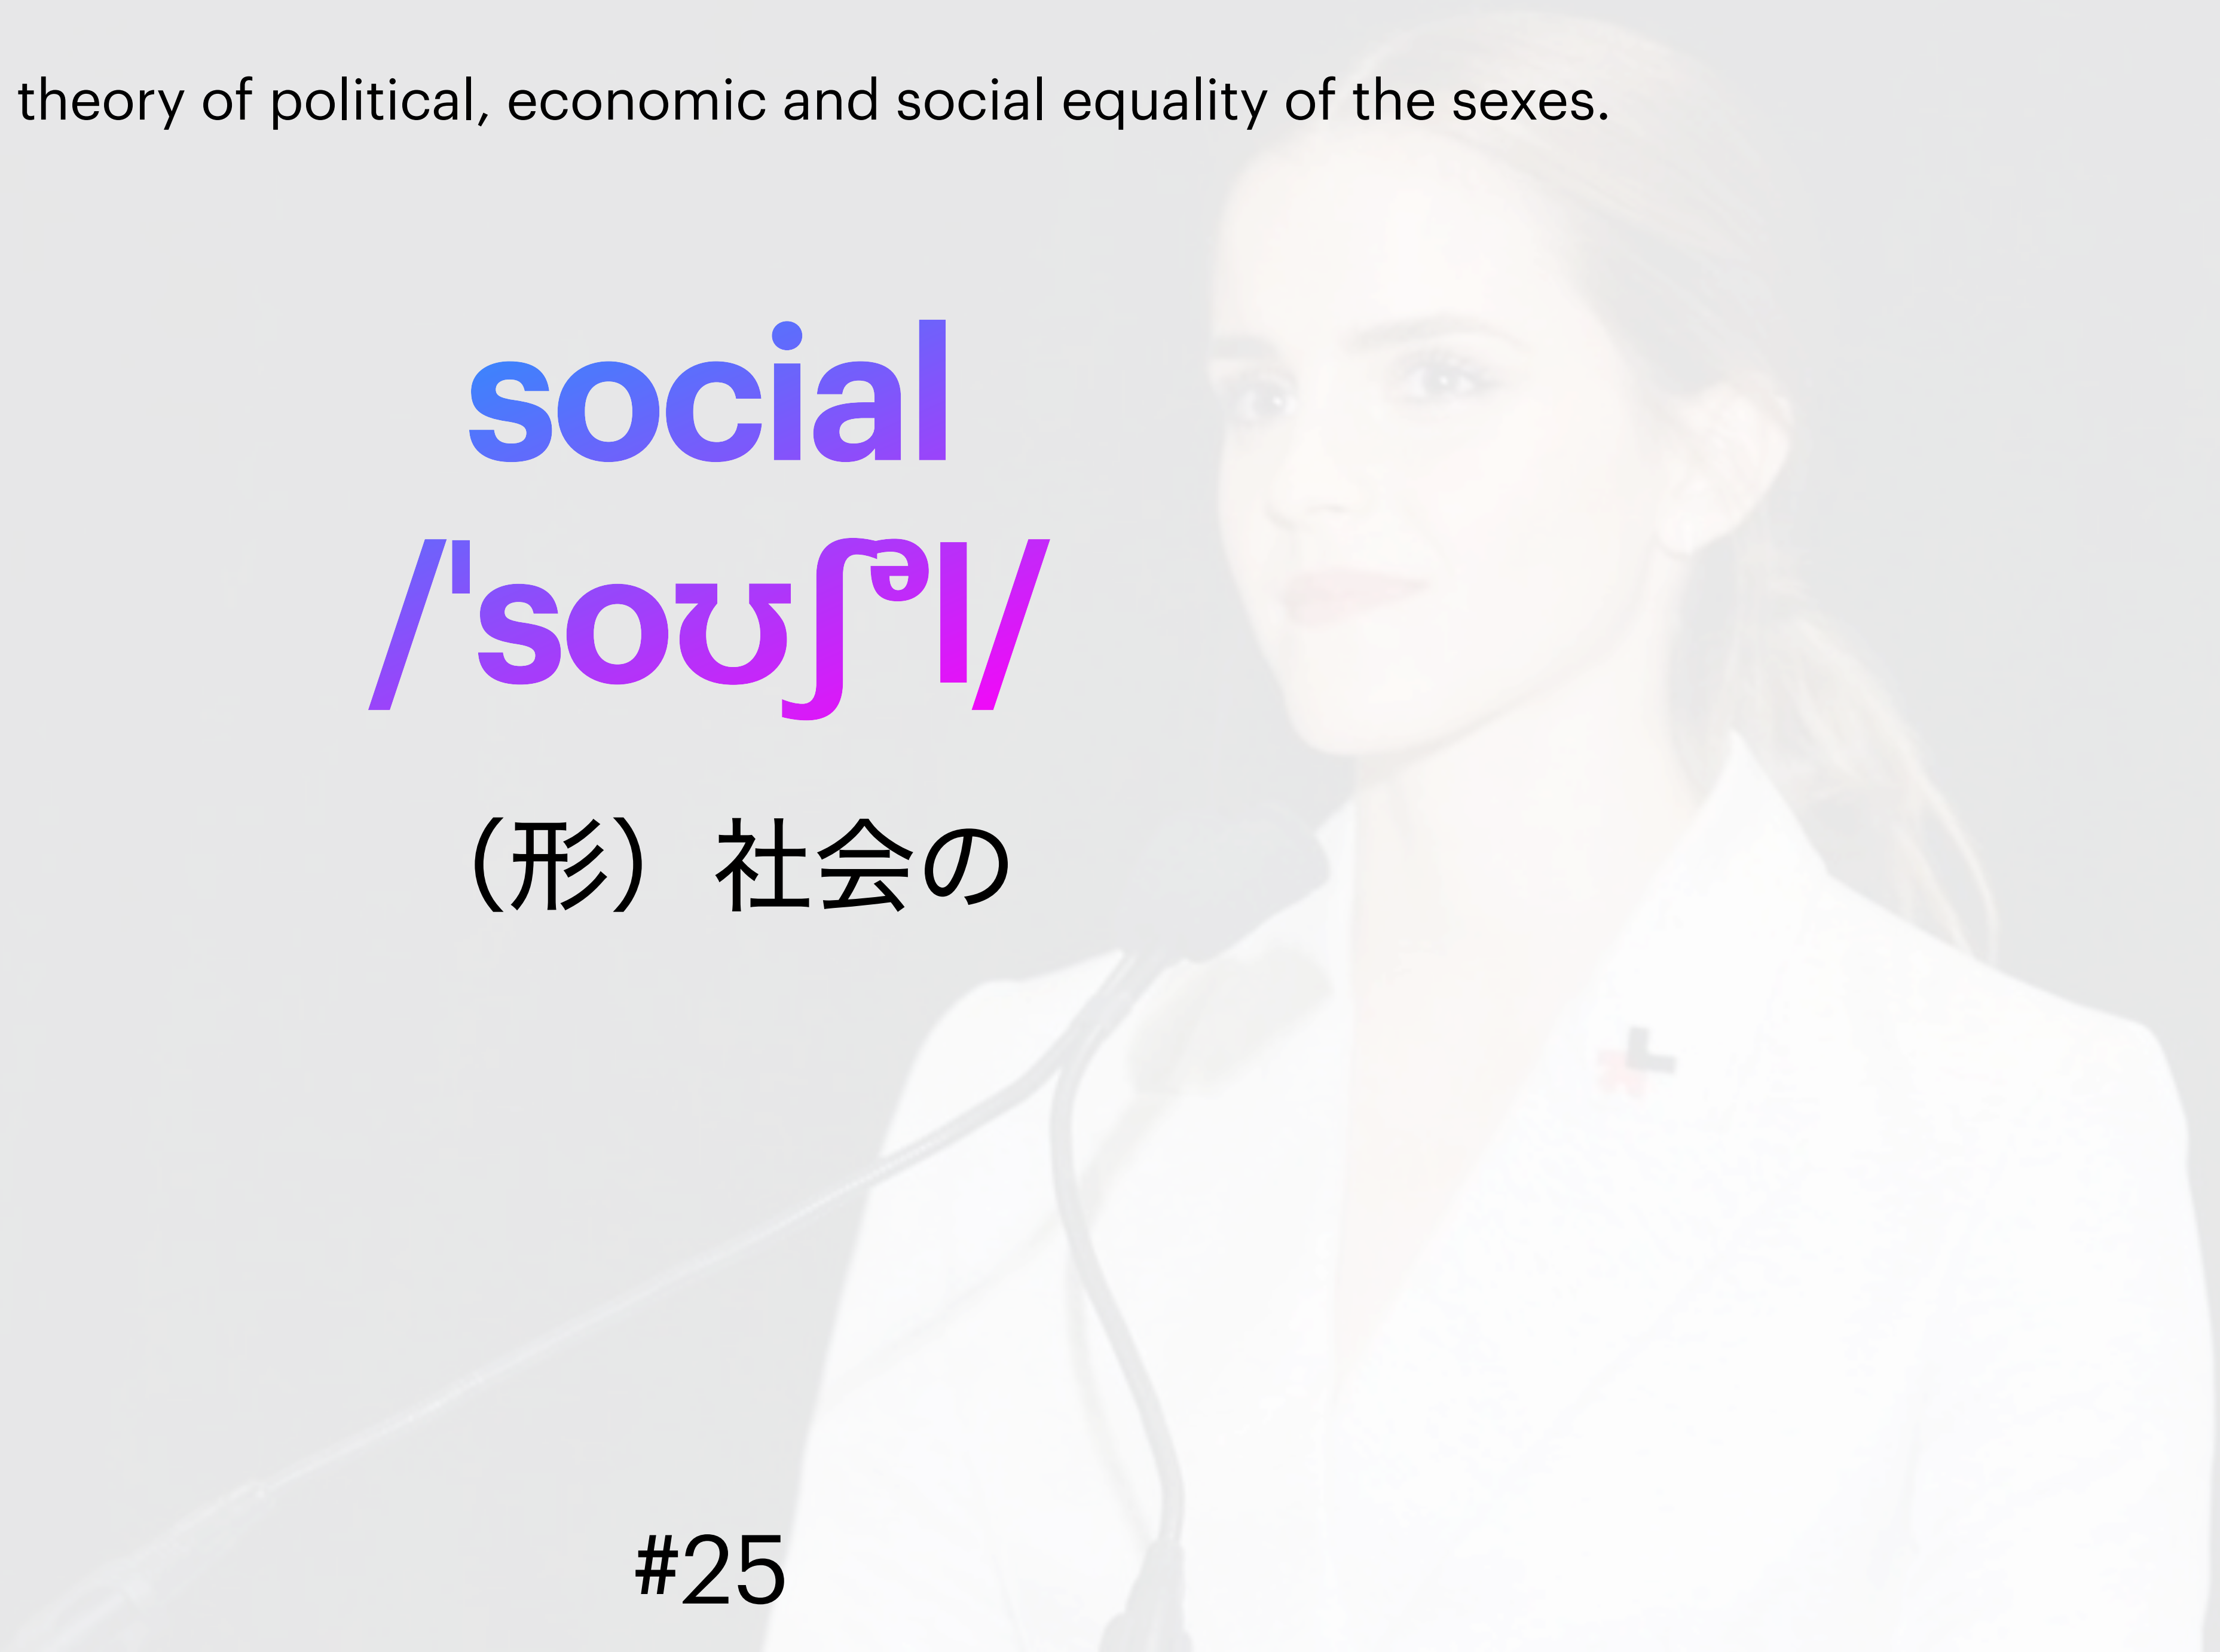 theory of political, economic and social equality of the sexes.
social
/ˈsoʊʃᵊl/
（形）社会の
#25